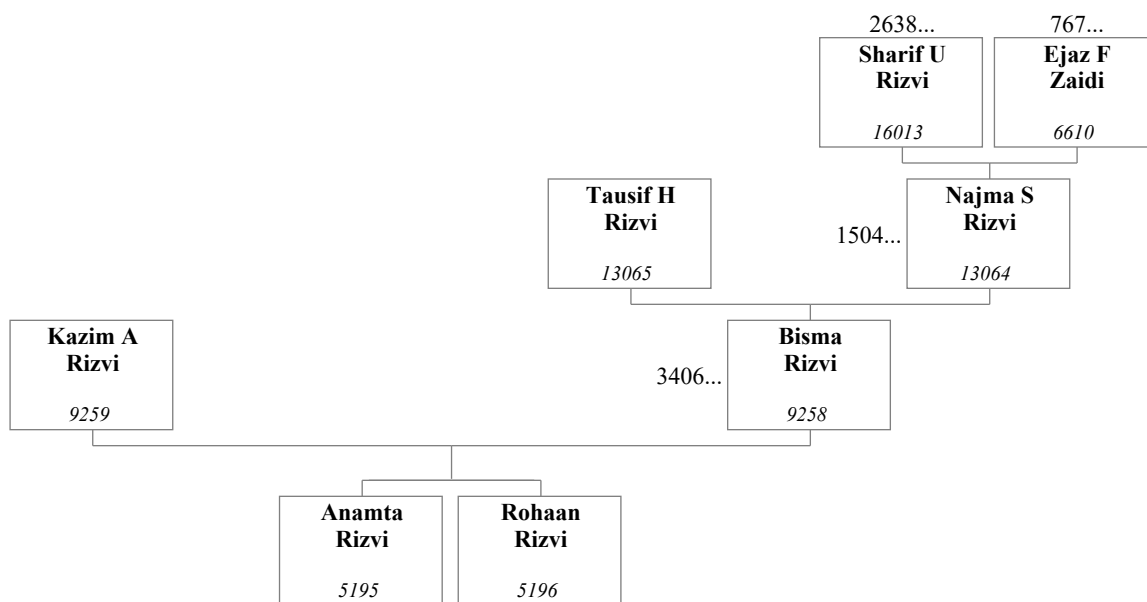 2638...
767...
Sharif U
Rizvi
16013
Ejaz F
Zaidi
6610
Tausif H
Rizvi
13065
1504...
Najma S
Rizvi
13064
Kazim A
Rizvi
9259
3406...
Bisma
Rizvi
9258
Anamta
Rizvi
5195
Rohaan
Rizvi
5196